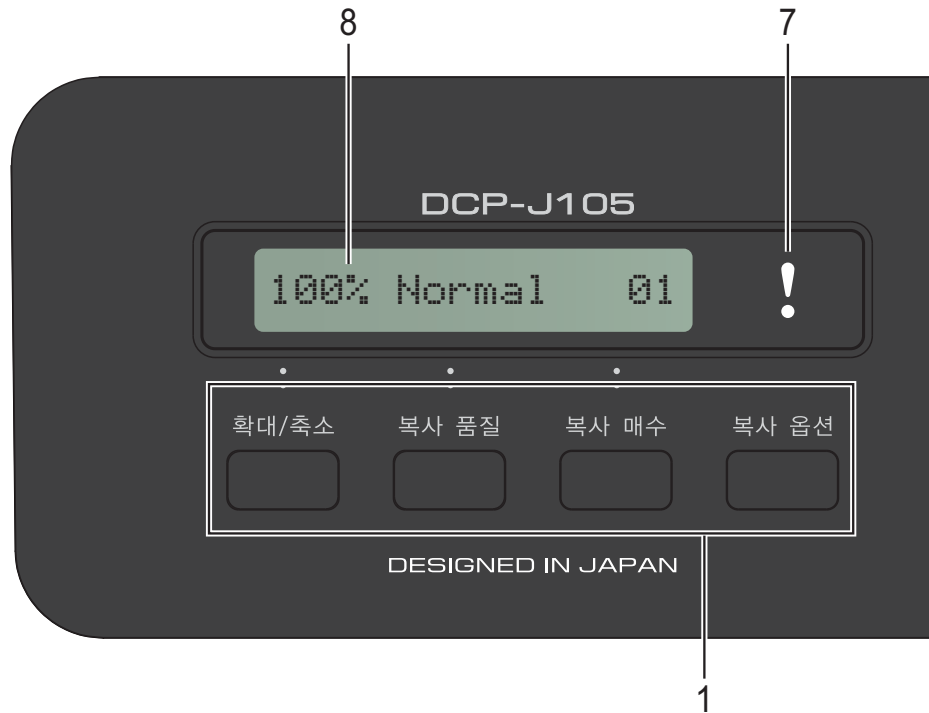 8 7
DCP-J105
100% Normal 01
!
확대/축소 복사 품질 복사 매수 복사 옵션
DESIGNED IN JAPAN
1